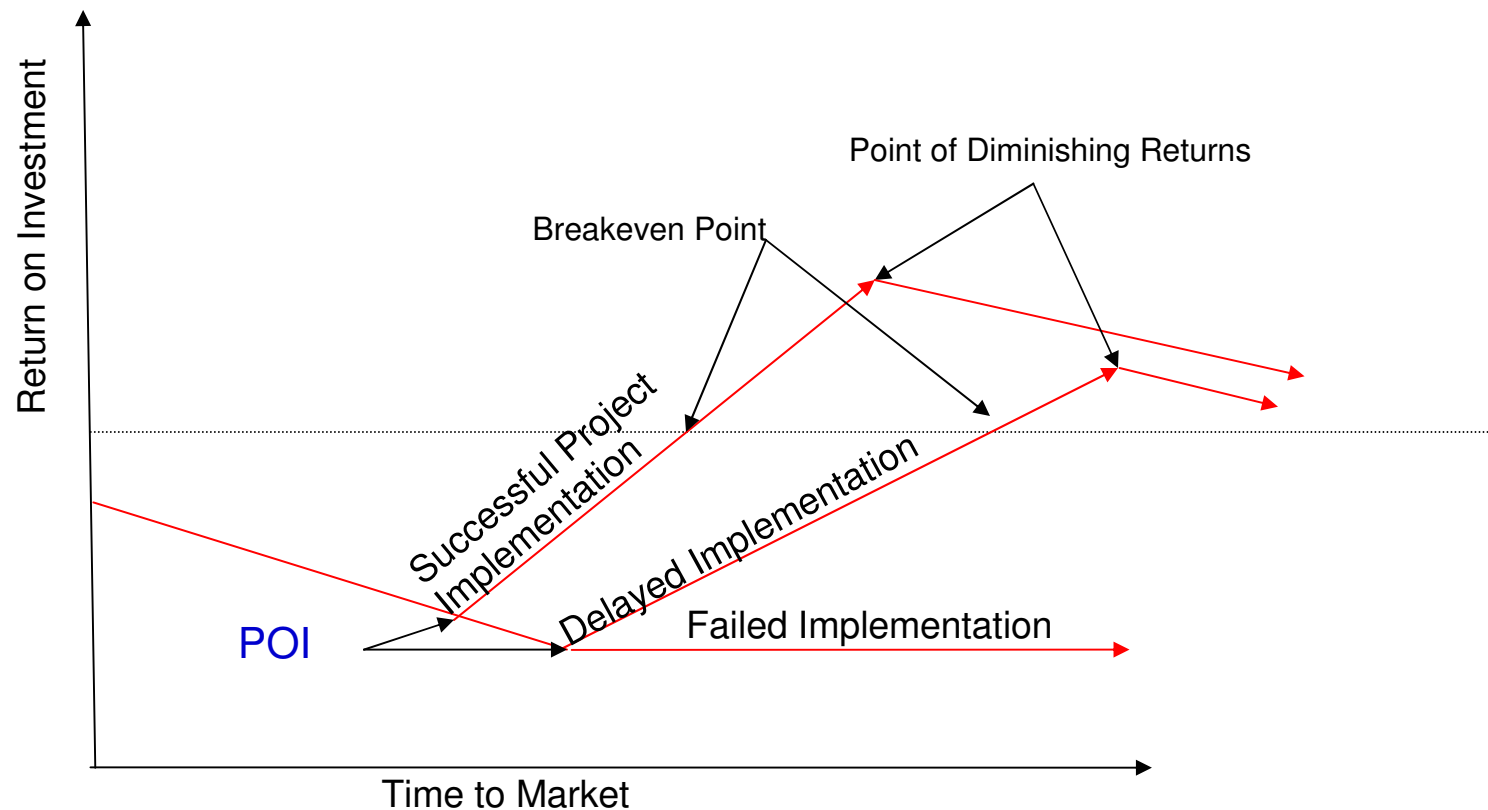 Return on Investment
Point of Diminishing Returns
Breakeven Point
Successful Project
Implementation
Delayed Implementation
Failed Implementation
POI
Time to Market